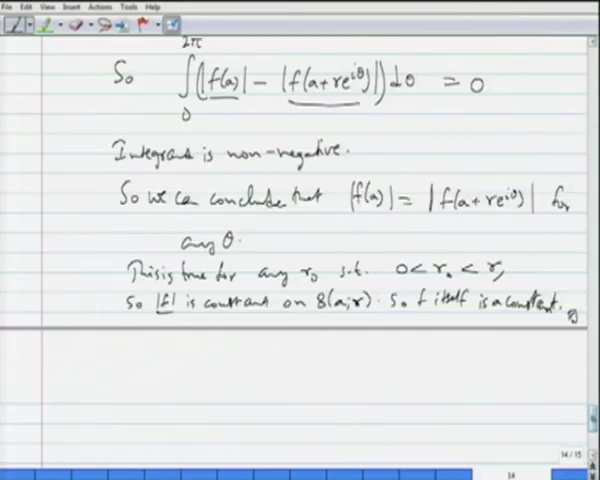 File Edit View Insert Actions Tools Help
So ∫₀^{2π} (|f(a)| - |f(a+re^{iθ})|) dθ = 0
Integrand is non-negative.
So we can conclude that |f(a)| = |f(a+re^{iθ})| for
any θ.
This is true for any r₀ s.t. 0 < r₀ < r,
So |f| is constant on B(a;r). So f itself is a constant.
14 / 15
14